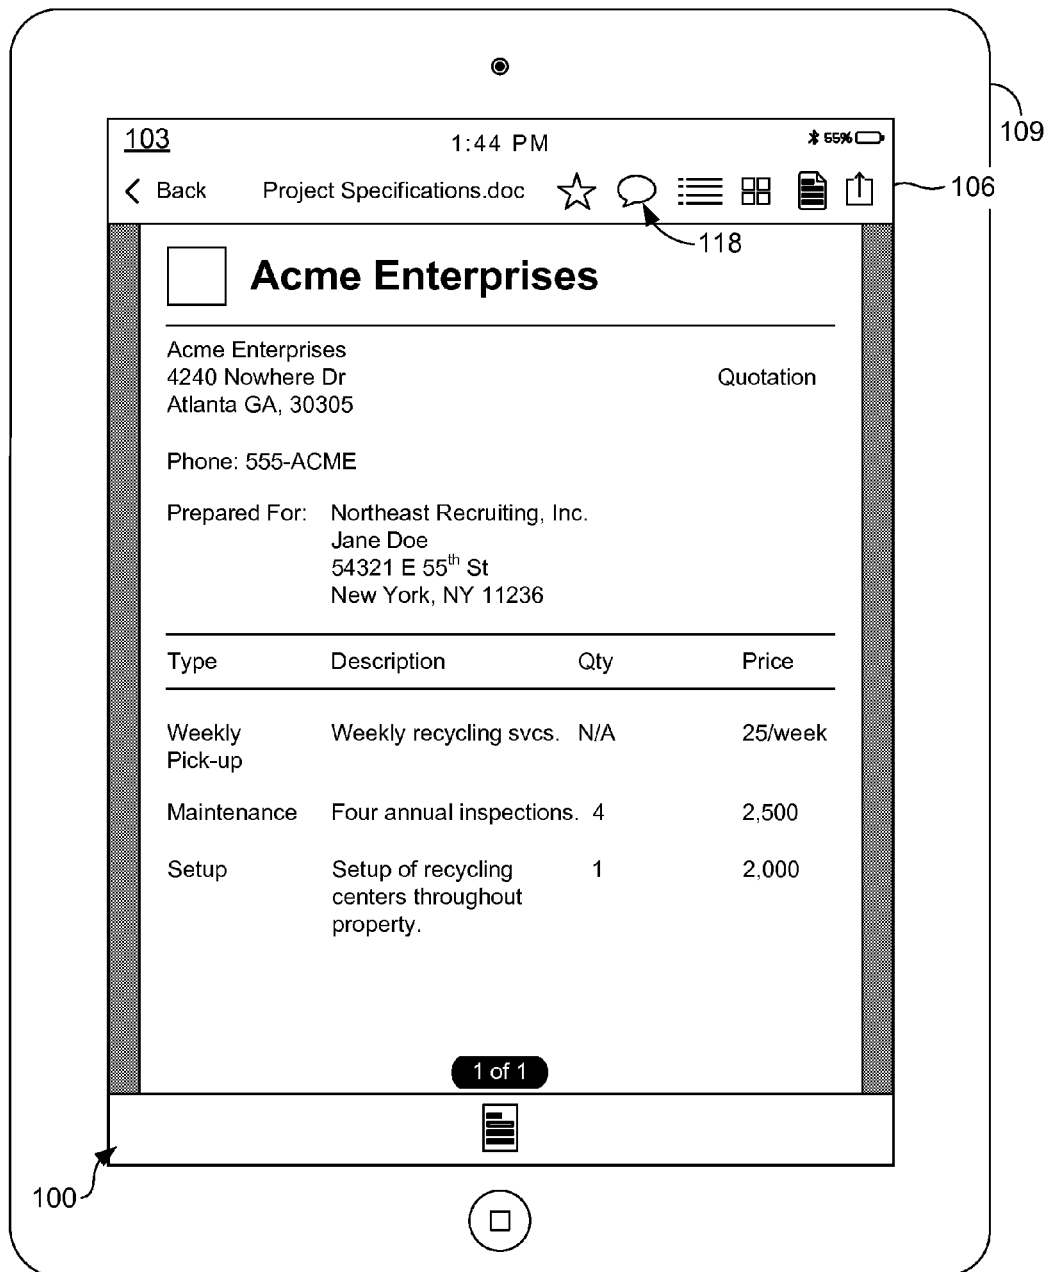 103
1:44 PM
55%
109
Back
Project Specifications.doc
106
118
Acme Enterprises
Acme Enterprises
4240 Nowhere Dr
Quotation
Atlanta GA, 30305
Phone: 555-ACME
Prepared For: Northeast Recruiting, Inc.
Jane Doe
54321 E 55th St
New York, NY 11236
Type Description Qty Price
Weekly Weekly recycling svcs. N/A 25/week
Pick-up
Maintenance Four annual inspections. 4 2,500
Setup Setup of recycling 1 2,000
centers throughout
property.
1 of 1
100